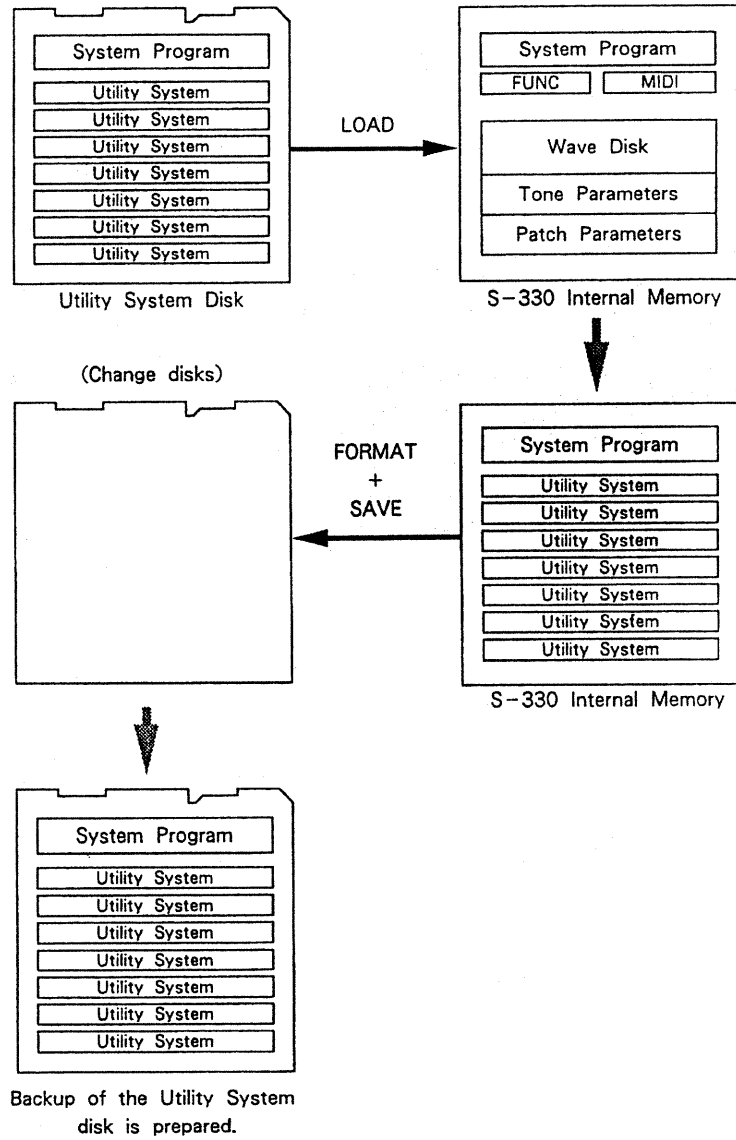 System Program
Utility System
Utility System
Utility System
Utility System
Utility System
Utility System
Utility System
Utility System Disk
LOAD
System Program
FUNC
MIDI
Wave Disk
Tone Parameters
Patch Parameters
S-330 Internal Memory
(Change disks)
FORMAT
+
SAVE
System Program
Utility System
Utility System
Utility System
Utility System
Utility System
Utility System
Utility System
S-330 Internal Memory
System Program
Utility System
Utility System
Utility System
Utility System
Utility System
Utility System
Utility System
Backup of the Utility System
disk is prepared.